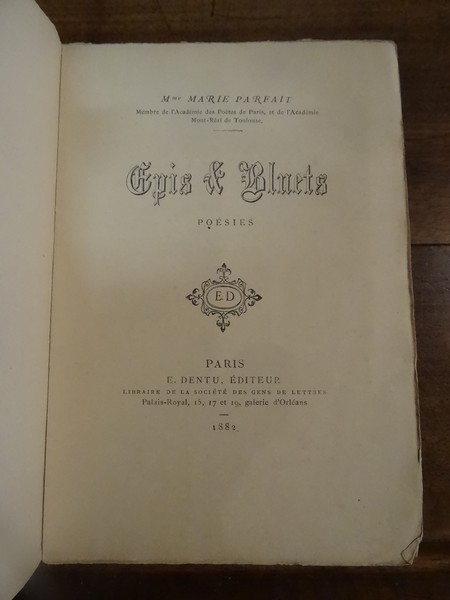 Mme MARIE PARFAIT
Membre de l'Académie des Poètes de Paris, et de l'Académie
Mont-Réal de Toulouse.
Epis & Bluets
POÉSIES
ED
PARIS
E. DENTU, ÉDITEUR
LIBRAIRE DE LA SOCIÉTÉ DES GENS DE LETTRES
Palais-Royal, 15, 17 et 19, galerie d'Orléans
1882